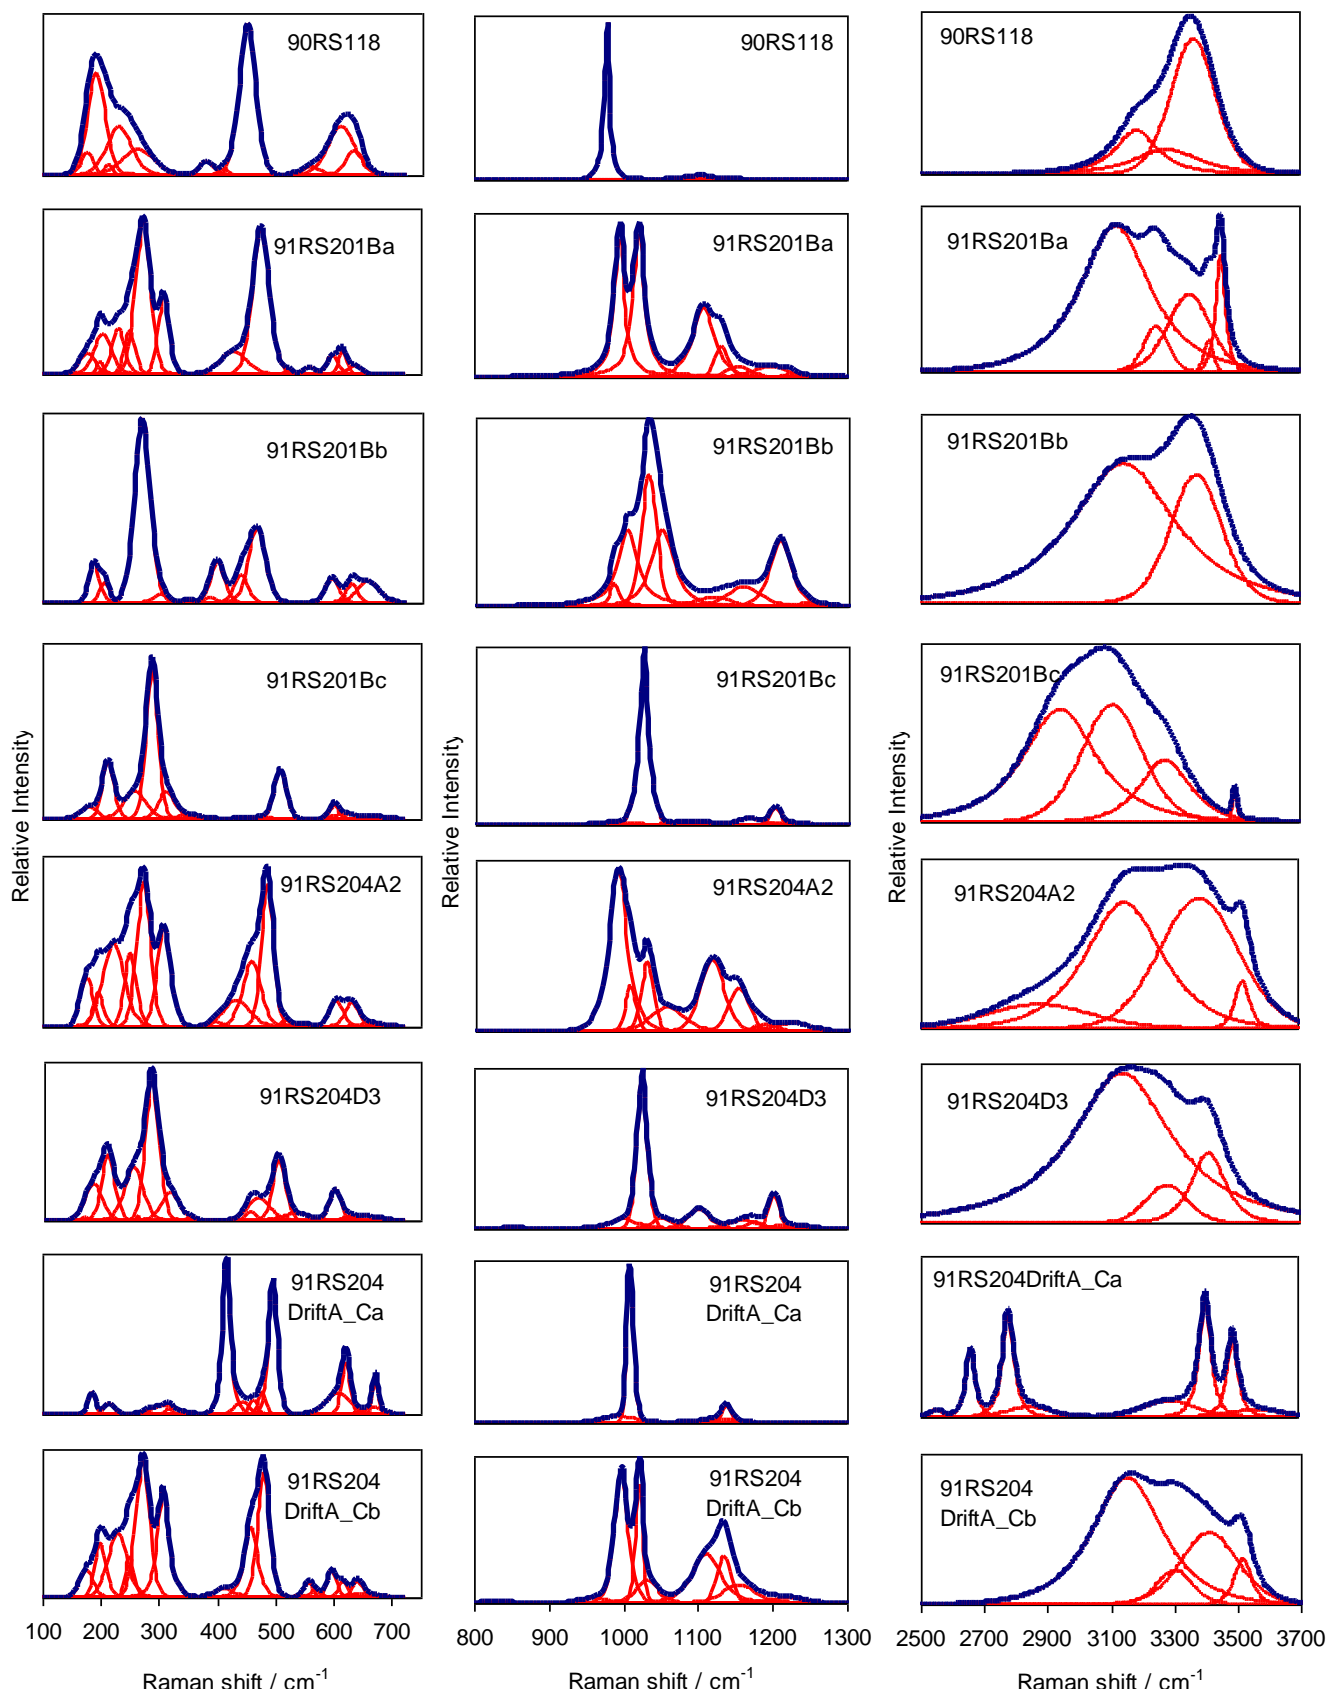 90RS118
90RS118
90RS118
91RS201Ba
91RS201Ba
91RS201Ba
91RS201Bb
91RS201Bb
91RS201Bb
91RS201Bc
91RS201Bc
91RS201Bc
Relative Intensity
Relative Intensity
Relative Intensity
91RS204A2
91RS204A2
91RS204A2
91RS204D3
91RS204D3
91RS204D3
91RS204
DriftA_Ca
91RS204
DriftA_Ca
91RS204DriftA_Ca
91RS204
DriftA_Cb
91RS204
DriftA_Cb
91RS204
DriftA_Cb
100 200 300 400 500 600 700
800 900 1000 1100 1200 1300
2500 2700 2900 3100 3300 3500 3700
Raman shift / cm⁻¹
Raman shift / cm⁻¹
Raman shift / cm⁻¹